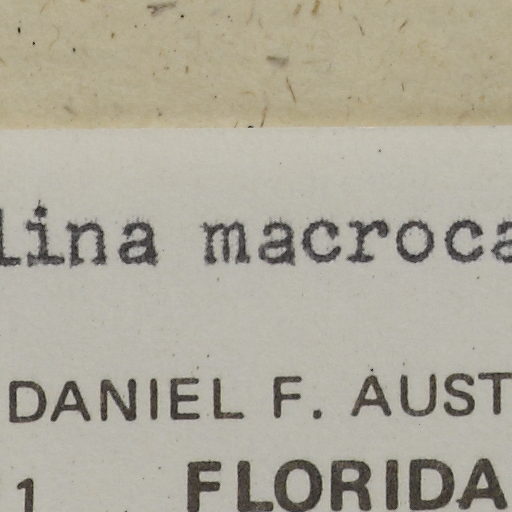 lina macroca
DANIEL F. AUST
1 FLORIDA